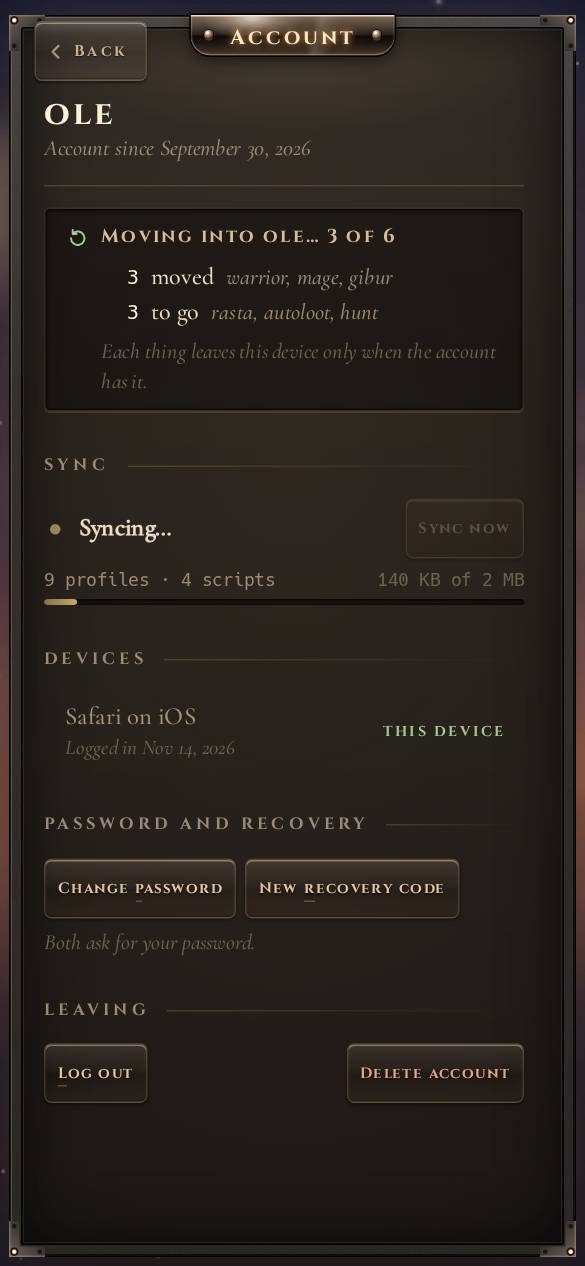 Back
Account
OLE
Account since September 30, 2026
Moving into ole… 3 of 6
3 moved warrior, mage, gibur
3 to go rasta, autoloot, hunt
Each thing leaves this device only when the account
has it.
SYNC
Syncing…
Sync now
9 profiles · 4 scripts
140 KB of 2 MB
DEVICES
Safari on iOS
Logged in Nov 14, 2026
THIS DEVICE
PASSWORD AND RECOVERY
Change password
New recovery code
Both ask for your password.
LEAVING
Log out
Delete account